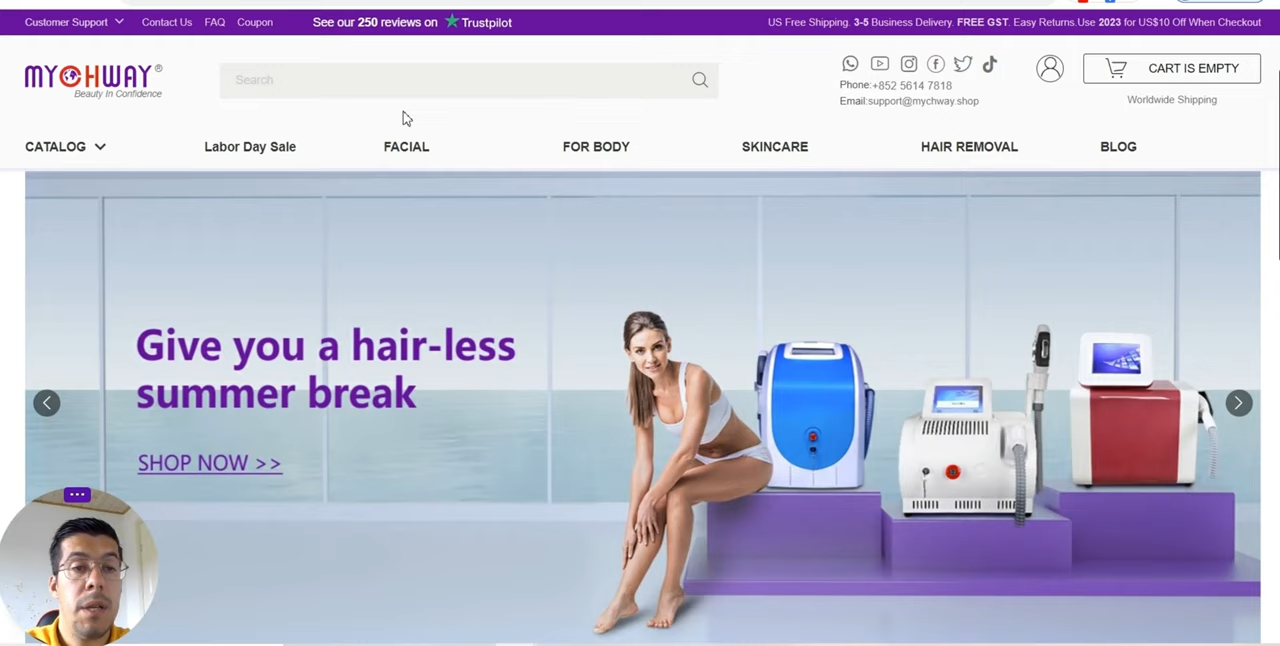 Customer Support Contact Us FAQ Coupon See our 250 reviews on Trustpilot US Free Shipping. 3-5 Business Delivery. FREE GST. Easy Returns.Use 2023 for US$10 Off When Checkout
MYCHWAY®
Beauty In Confidence
Search
Phone:+852 5614 7818
Email:support@mychway.shop
CART IS EMPTY
Worldwide Shipping
CATALOG Labor Day Sale FACIAL FOR BODY SKINCARE HAIR REMOVAL BLOG
Give you a hair-less
summer break
SHOP NOW >>